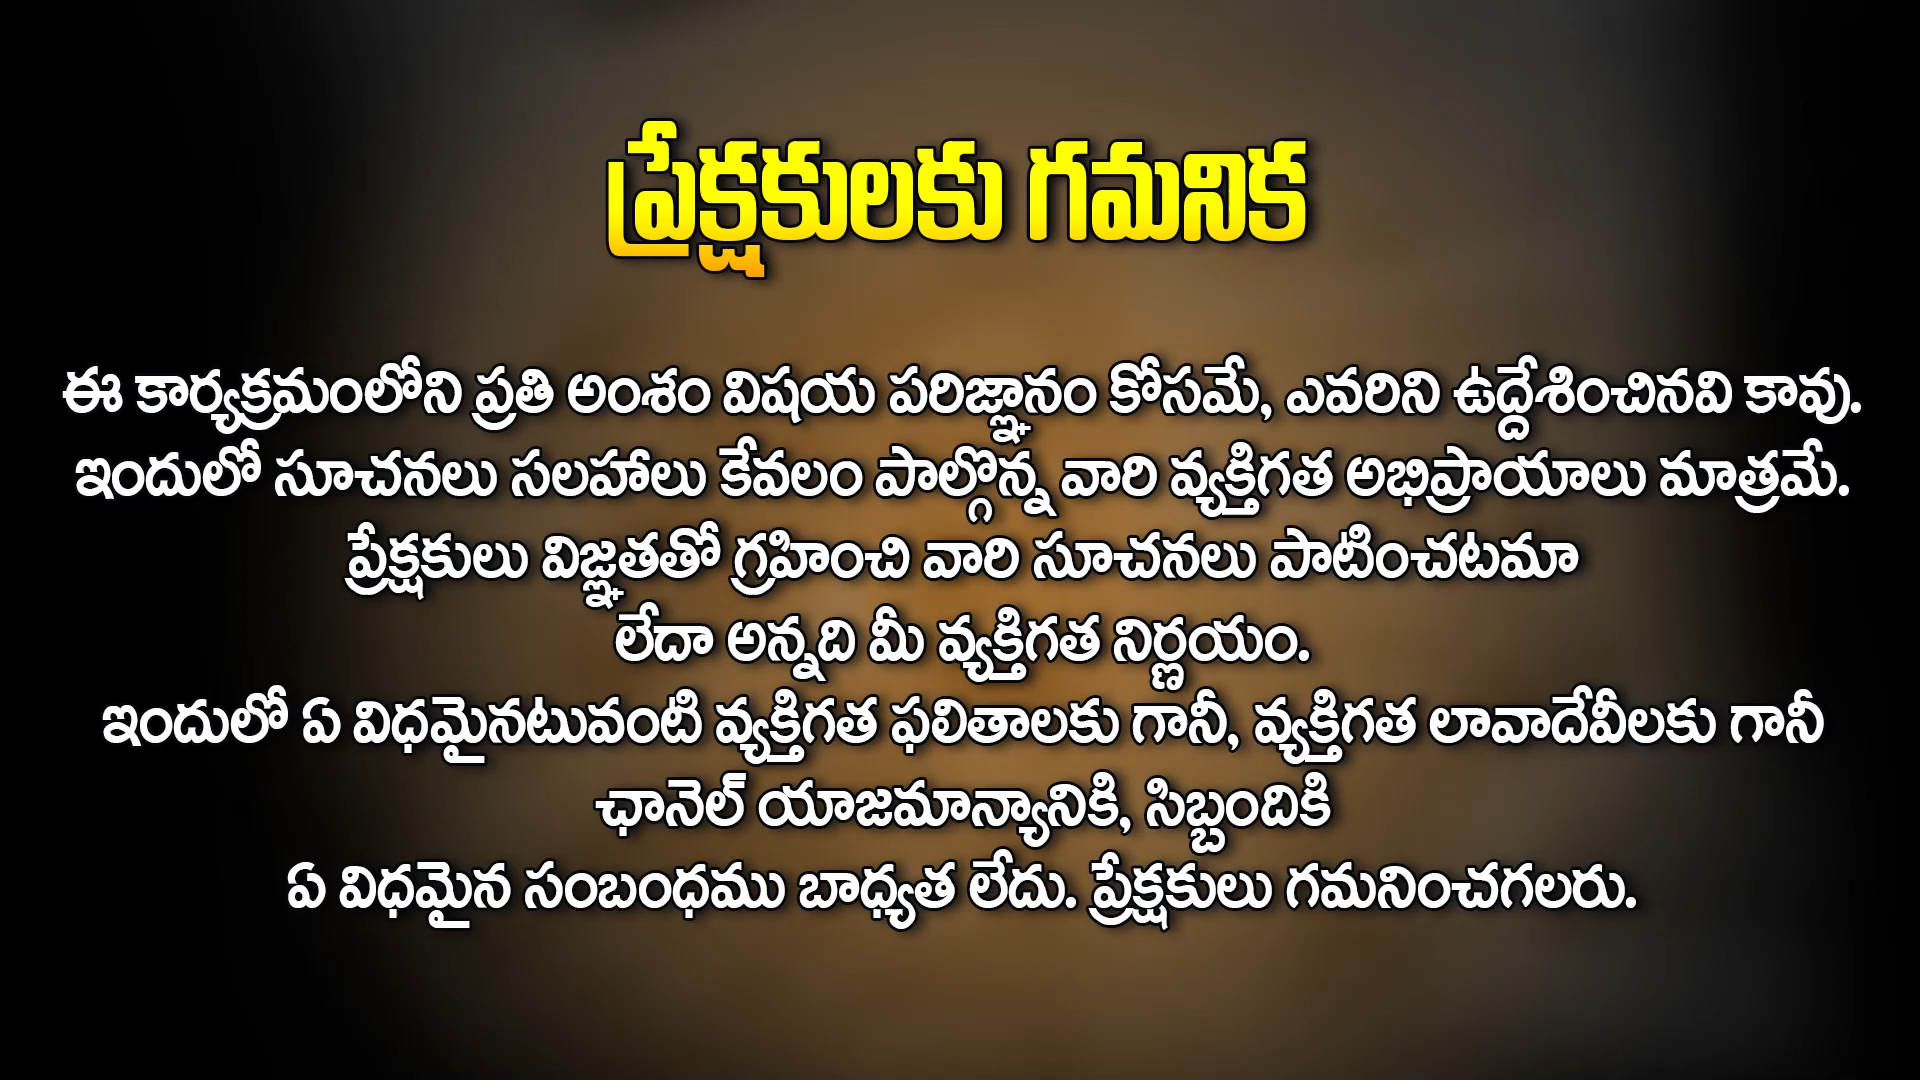 ప్రేక్షకులకు గమనిక
ఈ కార్యక్రమంలోని ప్రతి అంశం విషయ పరిజ్ఞానం కోసమే, ఎవరిని ఉద్దేశించినవి కావు.
ఇందులో సూచనలు సలహాలు కేవలం పాల్గొన్న వారి వ్యక్తిగత అభిప్రాయాలు మాత్రమే.
ప్రేక్షకులు విజ్ఞతతో గ్రహించి వారి సూచనలు పాటించటమా
లేదా అన్నది మీ వ్యక్తిగత నిర్ణయం.
ఇందులో ఏ విధమైనటువంటి వ్యక్తిగత ఫలితాలకు గానీ, వ్యక్తిగత లావాదేవీలకు గానీ
ఛానెల్ యాజమాన్యానికి, సిబ్బందికి
ఏ విధమైన సంబంధము బాధ్యత లేదు. ప్రేక్షకులు గమనించగలరు.